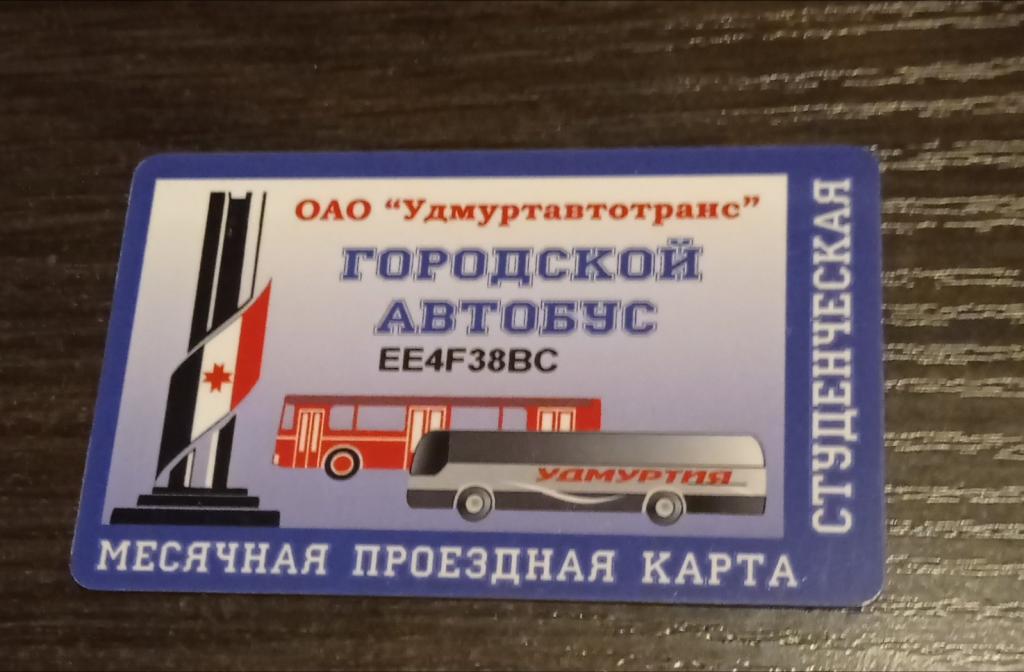 ОАО "Удмуртавтотранс"
ГОРОДСКОЙ
АВТОБУС
EE4F38BC
УДМУРТИЯ
МЕСЯЧНАЯ ПРОЕЗДНАЯ КАРТА
СТУДЕНЧЕСКАЯ